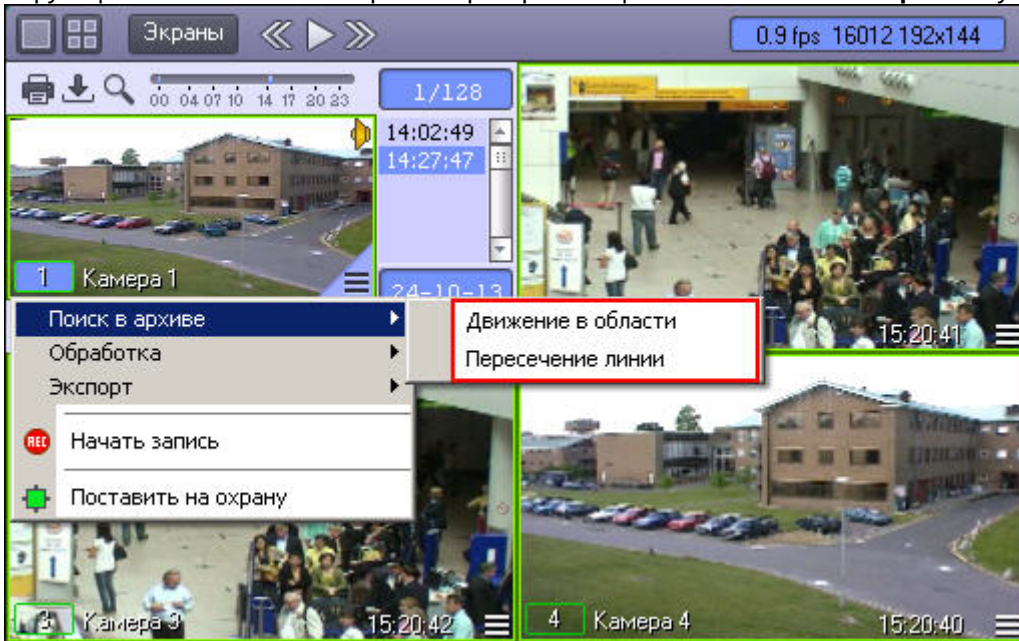 Экраны
0.9 fps 16012 192x144
00 04 07 10 14 17 20 23
1/128
14:02:49
14:27:47
1 Камера 1
24-10-13
Поиск в архиве
Движение в области
Обработка
Пересечение линии
Экспорт
15:20:41
REC Начать запись
Поставить на охрану
3 Камера 3
15:20:42
4 Камера 4
15:20:40